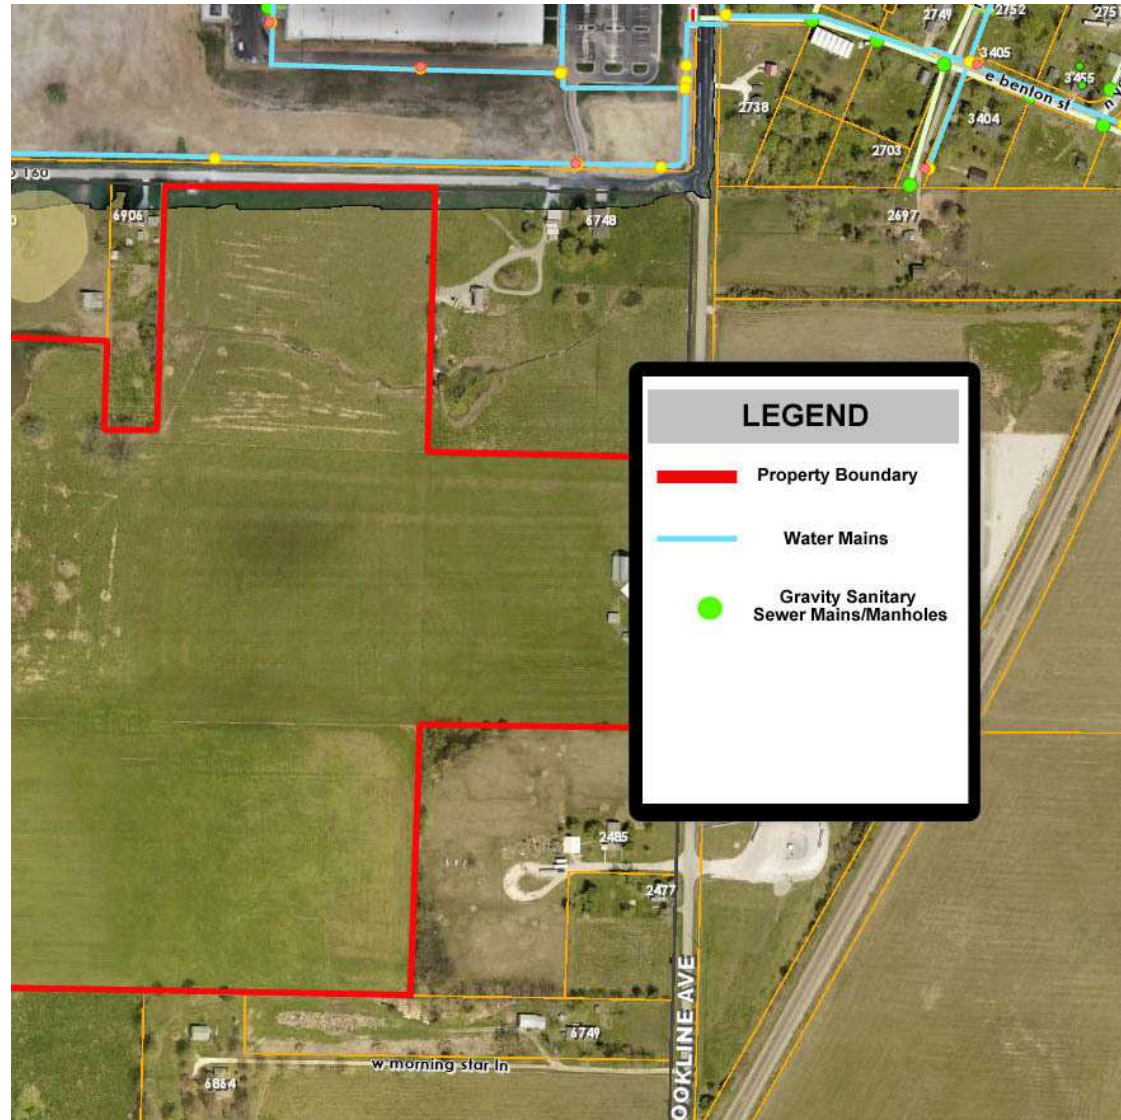 2749
2752
275
3405
3455
e benton st
2738
3404
2703
o 160
6906
6748
2697
LEGEND
Property Boundary
Water Mains
Gravity Sanitary
Sewer Mains/Manholes
2485
2477
OOKLINE AVE
6749
w morning star ln
6864